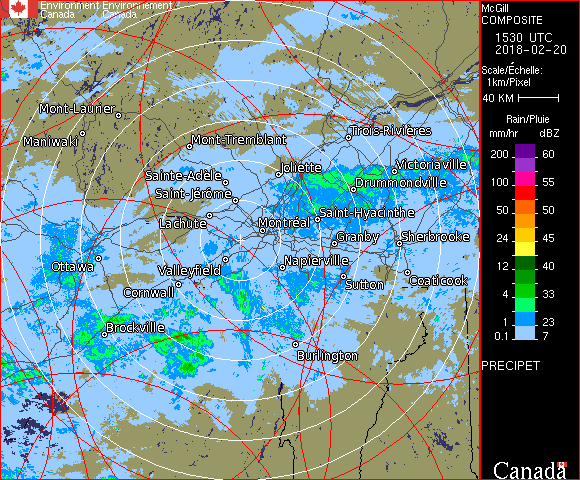 Environment Environnement
Canada Canada
McGill
COMPOSITE
1530 UTC
2018-02-20
Scale/Échelle:
1km/Pixel
40 KM
Rain/Pluie
mm/hr dBZ
200 60
100 55
50 50
24 45
12 40
4 33
1 23
0.1 7
PRECIPET
Canada
Mont-Laurier
Maniwaki
Mont-Tremblant
Trois-Rivières
Sainte-Adèle
Joliette
Victoriaville
Saint-Jérôme
Drummondville
Lachute
Montréal
Saint-Hyacinthe
Granby
Sherbrooke
Ottawa
Valleyfield
Napierville
Cornwall
Sutton
Coaticook
Brockville
Burlington